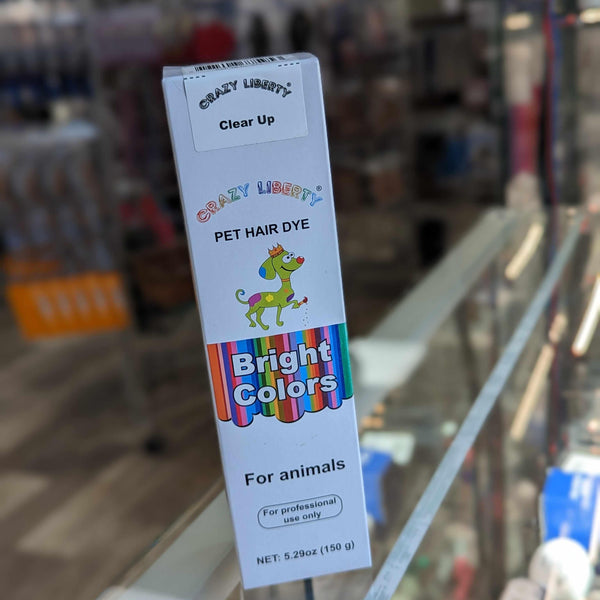 CRAZY LIBERTY®
Clear Up
CRAZY LIBERTY®
PET HAIR DYE
Bright
Colors
For animals
For professional
use only
NET: 5.29oz (150 g)